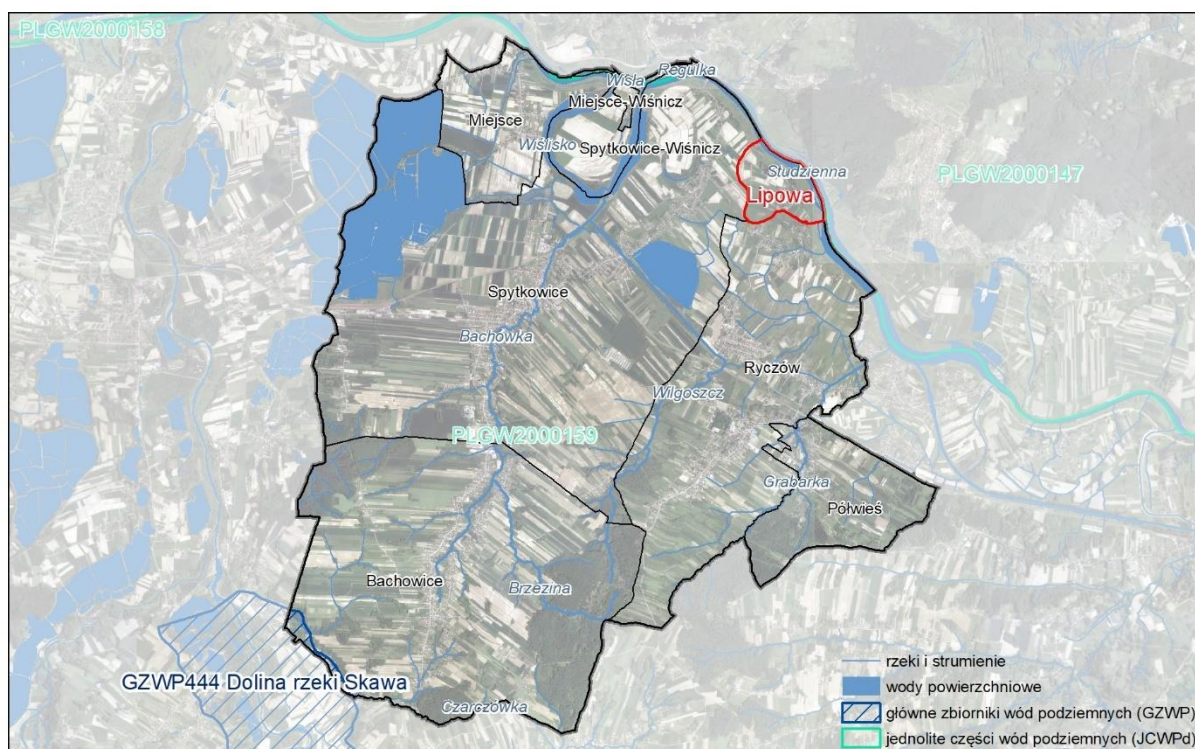 PLGW2000158
Regulka
Wisła
Miejsce-Wiśnicz
Miejsce
Wiślisko
Spytkowice-Wiśnicz
Studzienna
PLGW2000147
Lipowa
Spytkowice
Bachówka
Ryczów
Wilgoszcz
PLGW2000159
Grabarka
Półwieś
Bachowice
Brzezina
GZWP444 Dolina rzeki Skawa
Czarczówka
rzeki i strumienie
wody powierzchniowe
główne zbiorniki wód podziemnych (GZWP)
jednolite części wód podziemnych (JCWPd)